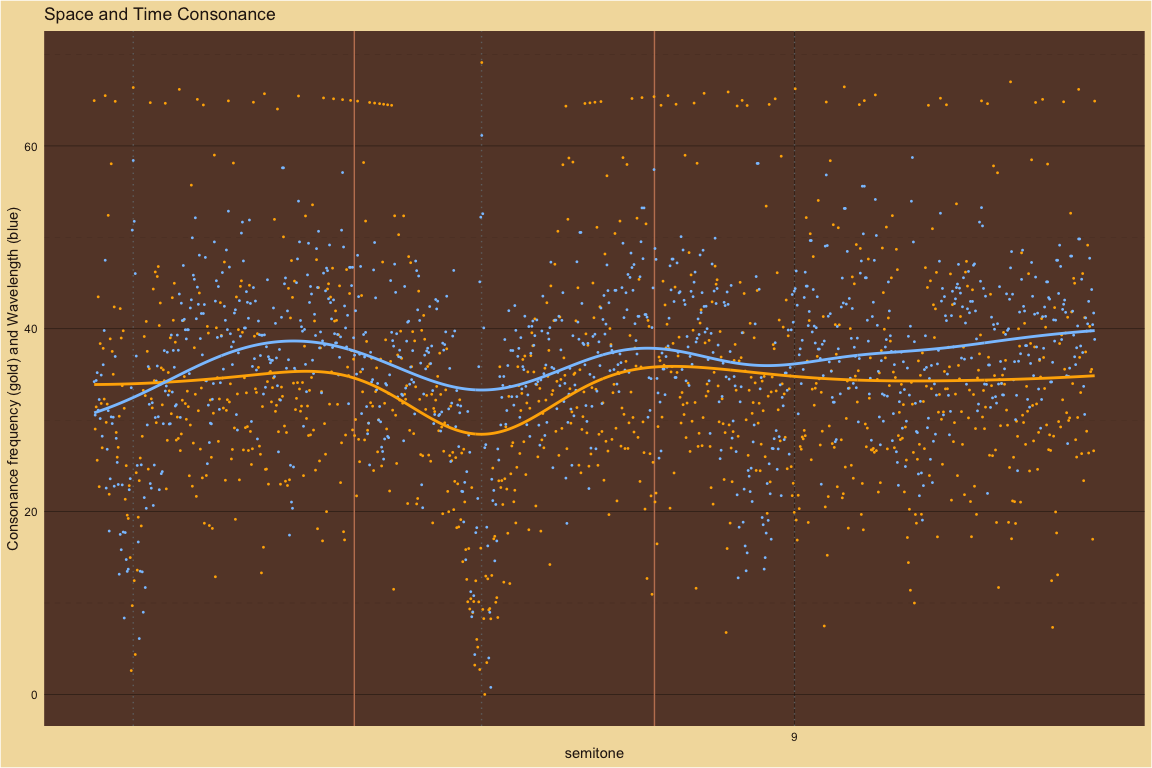 Space and Time Consonance
Consonance frequency (gold) and Wavelength (blue)
60
40
20
0
9
semitone